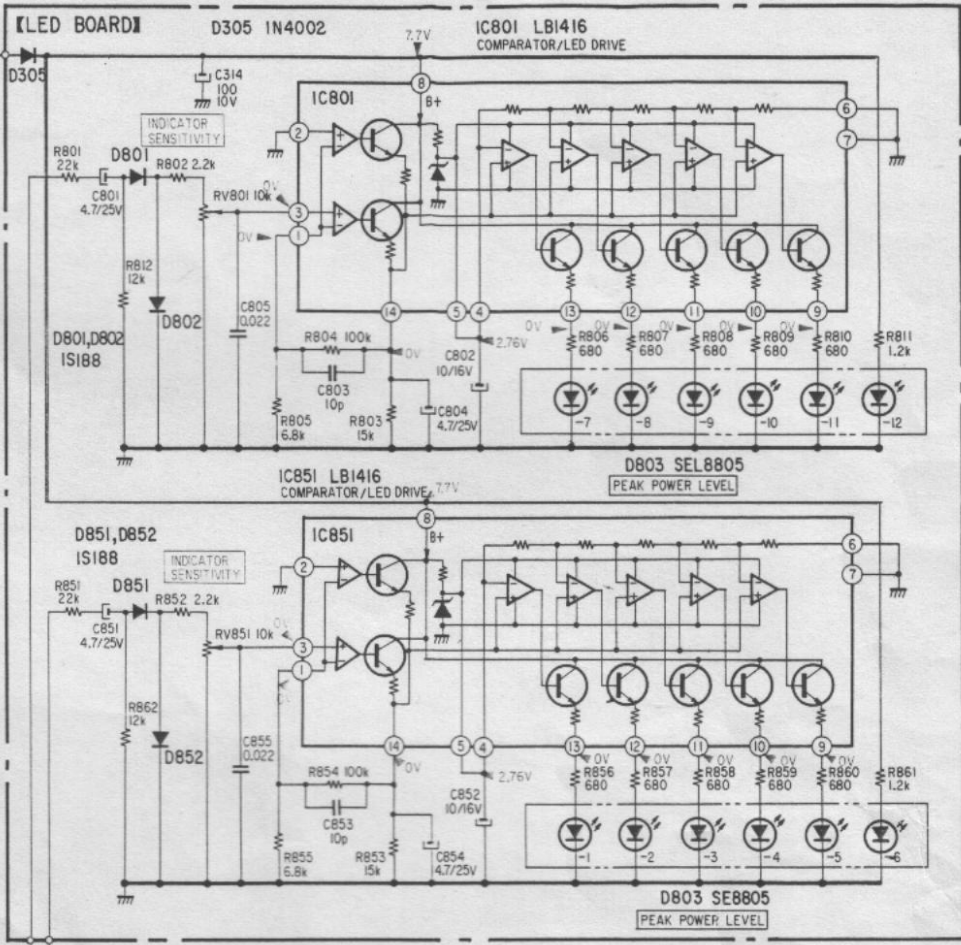 【LED BOARD】
D305 1N4002
IC801 LB1416
COMPARATOR/LED DRIVE
7.7V
D305
C314
100
10V
IC801
8
B+
6
7
2
INDICATOR
SENSITIVITY
R801
22k
D801
R802 2.2k
C801
4.7/25V
RV801 10k
0V
3
0V
1
R812
12k
D802
C805
0.022
D801,D802
1S188
14
5
4
13
12
11
10
9
0V
0V
0V
0V
0V
R804 100k
0V
C803
10p
C802
10/16V
2.76V
R806
680
R807
680
R808
680
R809
680
R810
680
R811
1.2k
R805
6.8k
R803
15k
C804
4.7/25V
-7
-8
-9
-10
-11
-12
D803 SEL8805
PEAK POWER LEVEL
IC851 LB1416
COMPARATOR/LED DRIVE
7.7V
D851,D852
1S188
IC851
8
B+
6
7
2
INDICATOR
SENSITIVITY
R851
22k
D851
R852 2.2k
C851
4.7/25V
RV851 10k
0V
3
1
0V
R862
12k
D852
C855
0.022
14
5
4
13
12
11
10
9
0V
0V
0V
0V
0V
0V
R854 100k
C853
10p
C852
10/16V
2.76V
R856
680
R857
680
R858
680
R859
680
R860
680
R861
1.2k
R855
6.8k
R853
15k
C854
4.7/25V
-1
-2
-3
-4
-5
-6
D803 SE8805
PEAK POWER LEVEL